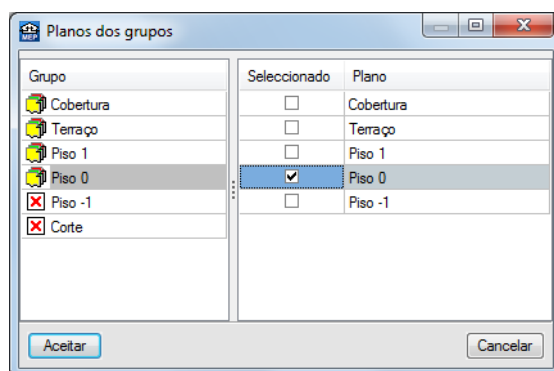 MEP Planos dos grupos
Grupo Seleccionado Plano
Cobertura Cobertura
Terraço Terraço
Piso 1 Piso 1
Piso 0 Piso 0
Piso -1 Piso -1
Corte
Aceitar Cancelar